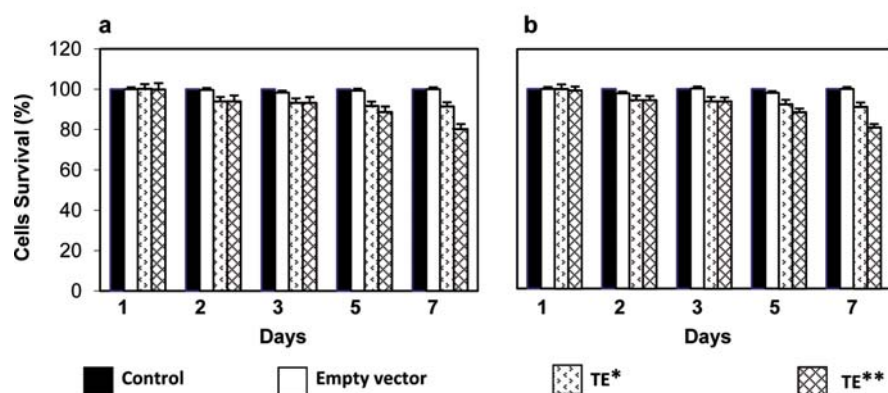 a
b
Cells Survival (%)
120
100
80
60
40
20
0
1 2 3 5 7
1 2 3 5 7
Days
Days
Control Empty vector TE* TE**